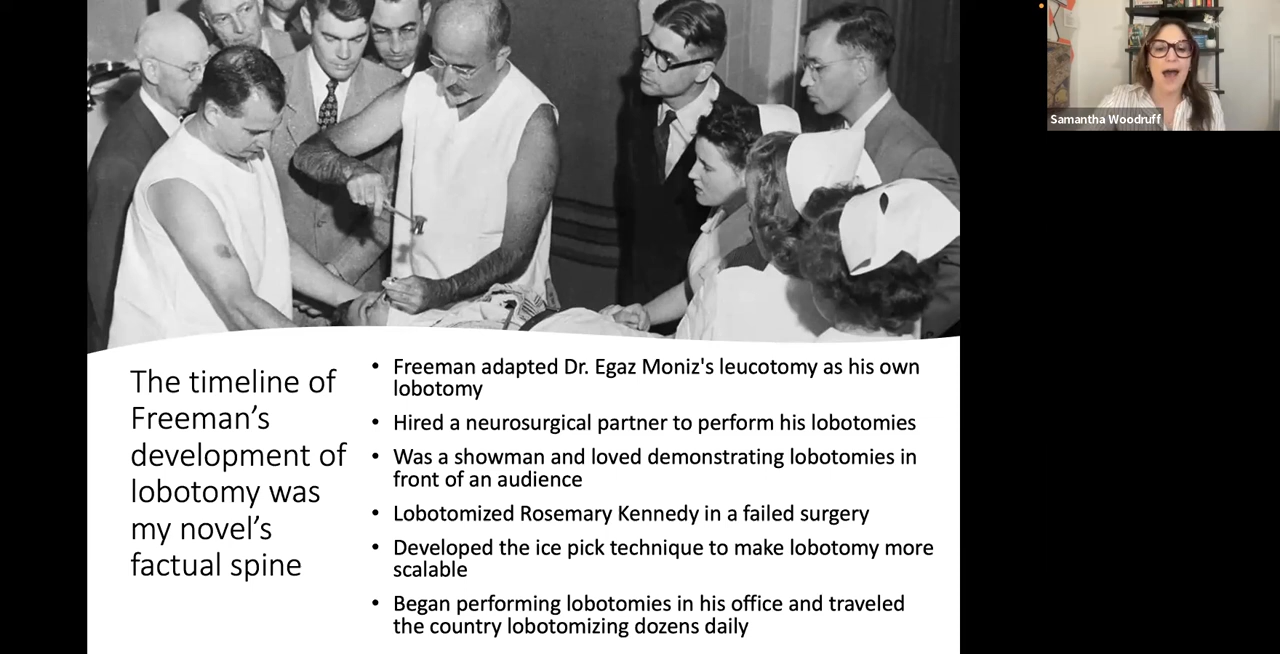 Samantha Woodruff
The timeline of
Freeman’s
development of
lobotomy was
my novel’s
factual spine
• Freeman adapted Dr. Egaz Moniz's leucotomy as his own
lobotomy
• Hired a neurosurgical partner to perform his lobotomies
• Was a showman and loved demonstrating lobotomies in
front of an audience
• Lobotomized Rosemary Kennedy in a failed surgery
• Developed the ice pick technique to make lobotomy more
scalable
• Began performing lobotomies in his office and traveled
the country lobotomizing dozens daily